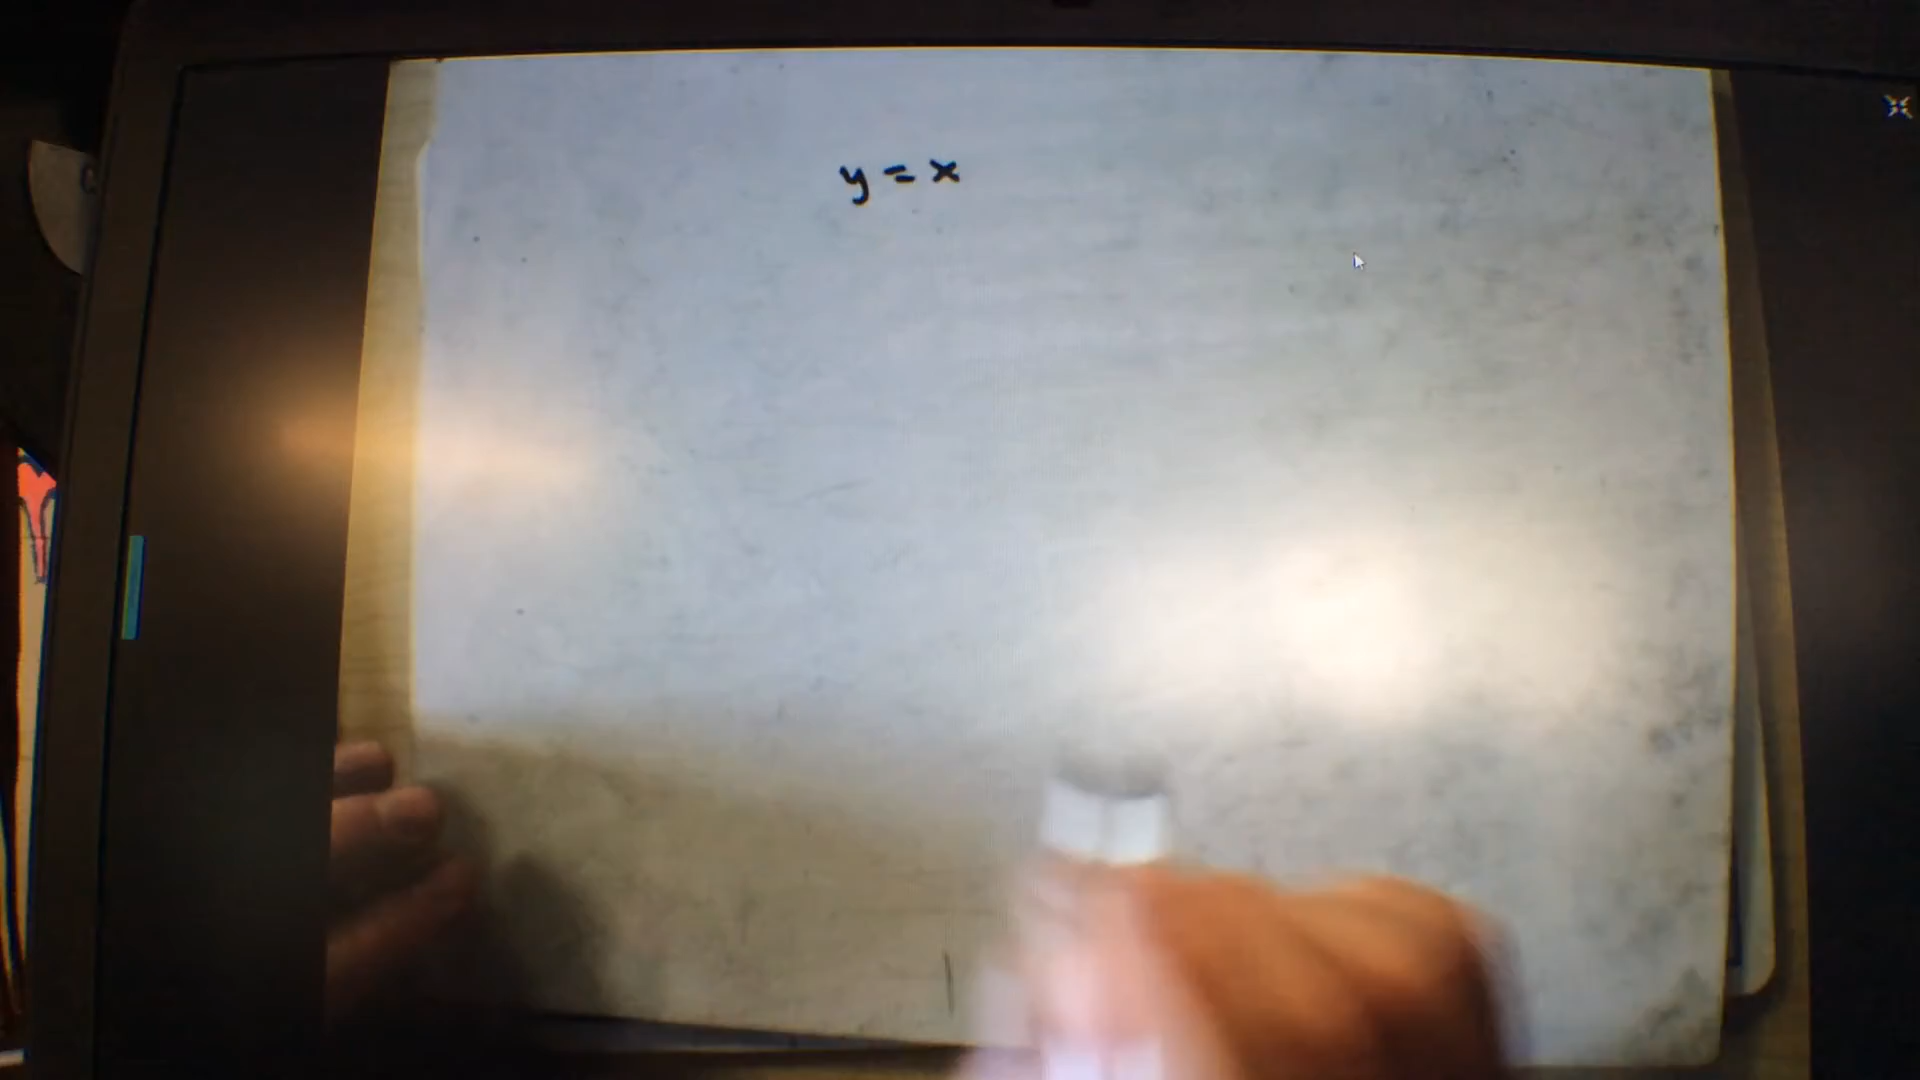 y = x